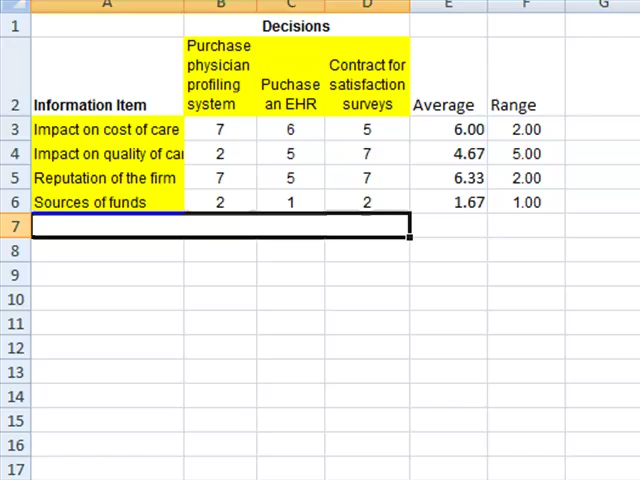 A B C D E F G
1 Decisions
Purchase
physician Contract for
profiling Puchase satisfaction
2 Information Item system an EHR surveys Average Range
3 Impact on cost of care 7 6 5 6.00 2.00
4 Impact on quality of car 2 5 7 4.67 5.00
5 Reputation of the firm 7 5 7 6.33 2.00
6 Sources of funds 2 1 2 1.67 1.00
7
8
9
10
11
12
13
14
15
16
17